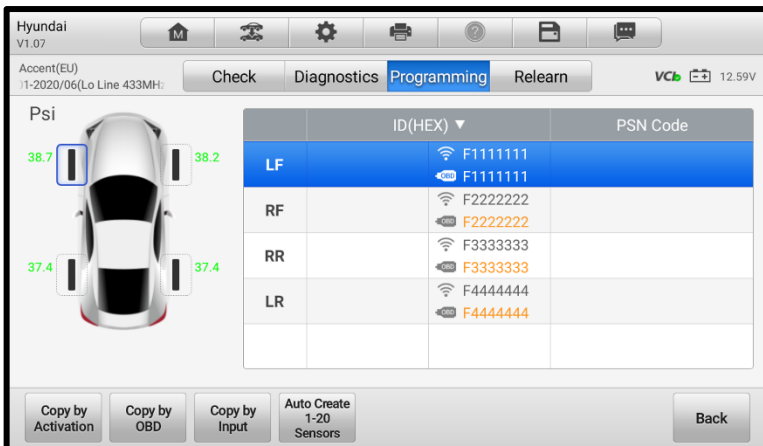 Hyundai
V1.07
M
Accent(EU)
)1-2020/06(Lo Line 433MH:
Check
Diagnostics
Programming
Relearn
VCI
12.59V
Psi
38.7
38.2
37.4
37.4
ID(HEX) ▼
PSN Code
LF
F1111111
OBD F1111111
RF
F2222222
OBD F2222222
RR
F3333333
OBD F3333333
LR
F4444444
OBD F4444444
Copy by
Activation
Copy by
OBD
Copy by
Input
Auto Create
1-20
Sensors
Back